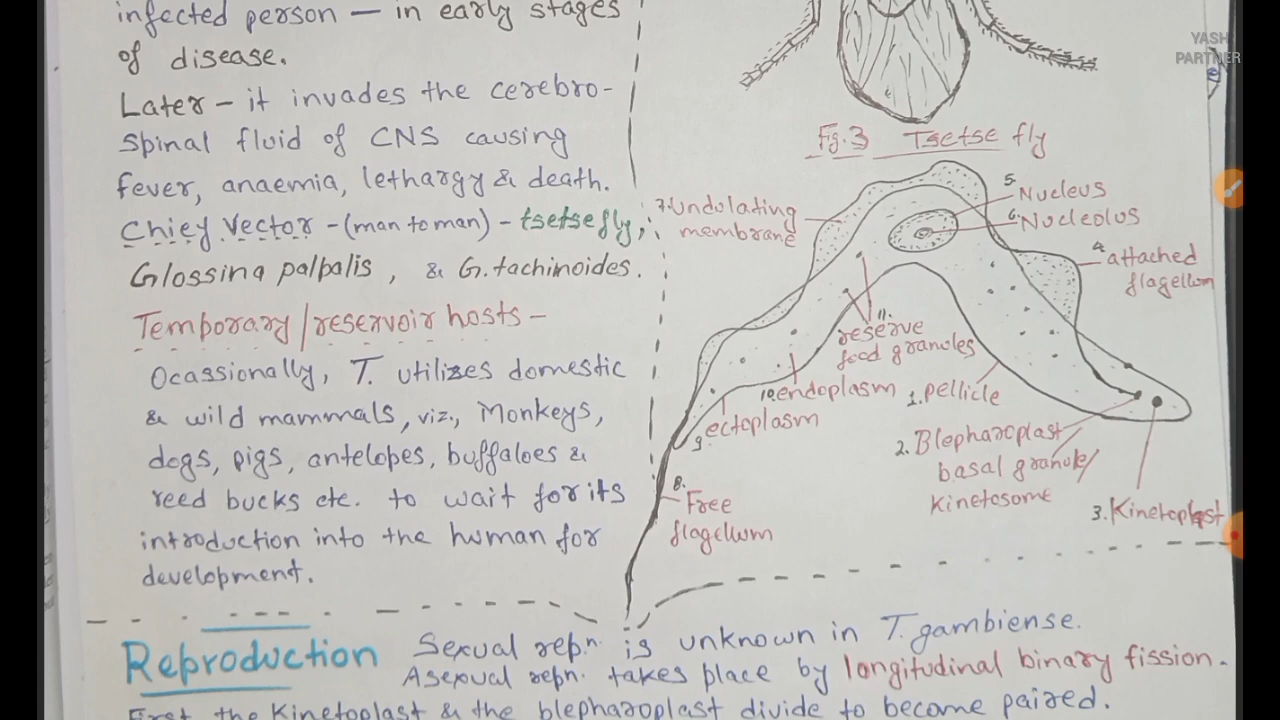 infected person — in early stages
of disease.
Later – it invades the cerebro-
spinal fluid of CNS causing
fever, anaemia, lethargy & death.
Chief Vector – (man to man) – tsetse fly,
Glossina palpalis, & G. tachinoides.
Temporary/reservoir hosts –
Ocassionally, T. utilizes domestic
& wild mammals, viz., Monkeys,
dogs, pigs, antelopes, buffaloes &
reed bucks etc. to wait for its
introduction into the human for
development.
YASH
PARTNER
Fig. 3 Tsetse fly
5. Nucleus
6. Nucleolus
7. Undulating
membrane
4. attached
flagellum
11.
reserve
food granules
10. endoplasm
1. pellicle
9. ectoplasm
2. Blepharoplast
basal granule/
Kinetosome
8.
Free
flagellum
3. Kinetoplast
Reproduction
Sexual repn. is unknown in T. gambiense.
Asexual repn. takes place by longitudinal binary fission.
First the Kinetoplast & the blepharoplast divide to become paired.